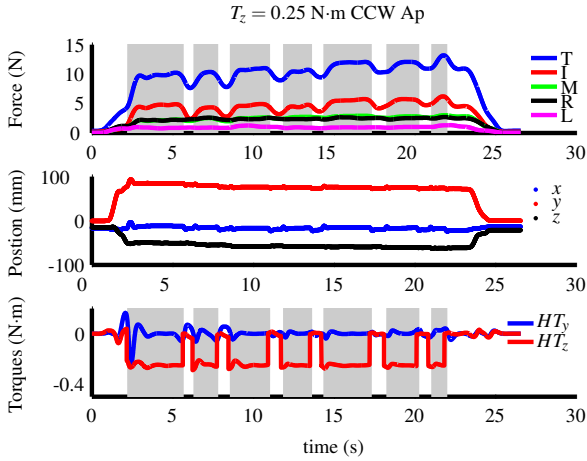 T_z = 0.25 N·m CCW Ap
Force (N)
15
10
5
0
T
I
M
R
L
0 5 10 15 20 25 30
Postion (mm)
100
0
-100
x
y
z
0 5 10 15 20 25 30
Torques (N·m)
0
-0.4
HT_y
HT_z
0 5 10 15 20 25 30
time (s)